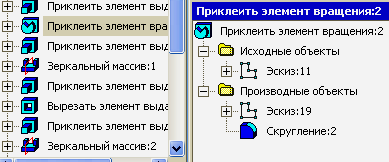 Приклеить элемент выд
Приклеить элемент вра
Приклеить элемент выд
Зеркальный массив:1
Приклеить элемент выд
Вырезать элемент выда
Приклеить элемент выд
Зеркальный массив:2
Приклеить элемент вращения:2
Приклеить элемент вращения:2
Исходные объекты
Эскиз:11
Производные объекты
Эскиз:19
Скругление:2